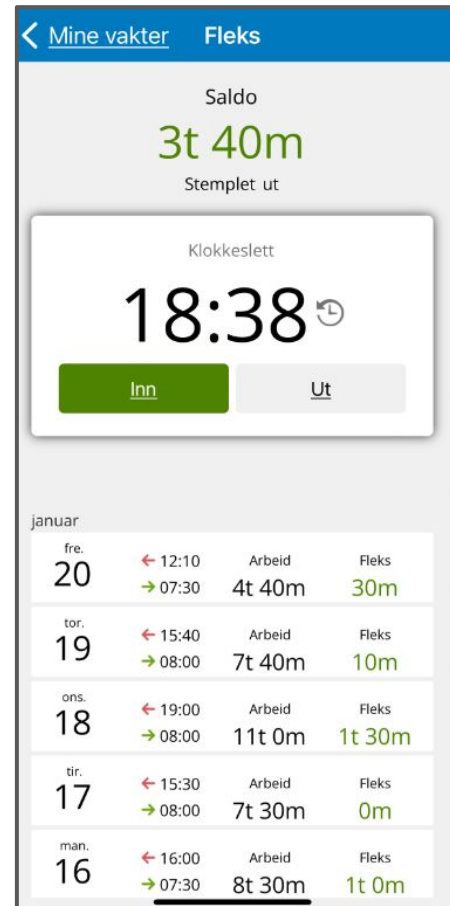 Mine vakter Fleks
Saldo
3t 40m
Stemplet ut
Klokkeslett
18:38
Inn Ut
januar
fre.
20
← 12:10
→ 07:30
Arbeid
4t 40m
Fleks
30m
tor.
19
← 15:40
→ 08:00
Arbeid
7t 40m
Fleks
10m
ons.
18
← 19:00
→ 08:00
Arbeid
11t 0m
Fleks
1t 30m
tir.
17
← 15:30
→ 08:00
Arbeid
7t 30m
Fleks
0m
man.
16
← 16:00
→ 07:30
Arbeid
8t 30m
Fleks
1t 0m